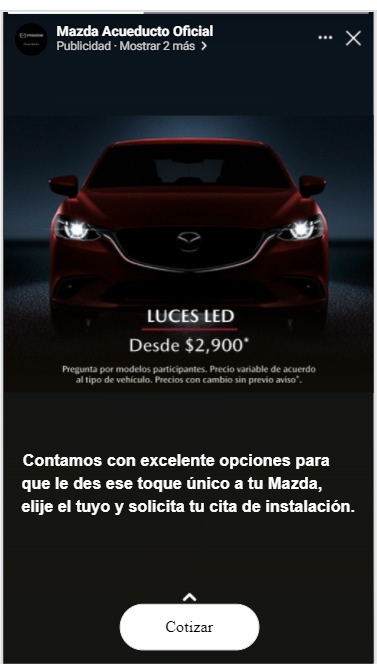 Mazda Acueducto Oficial
Publicidad · Mostrar 2 más
LUCES LED
Desde $2,900*
Pregunta por modelos participantes. Precio variable de acuerdo
al tipo de vehículo. Precios con cambio sin previo aviso*.
Contamos con excelente opciones para
que le des ese toque único a tu Mazda,
elije el tuyo y solicita tu cita de instalación.
Cotizar